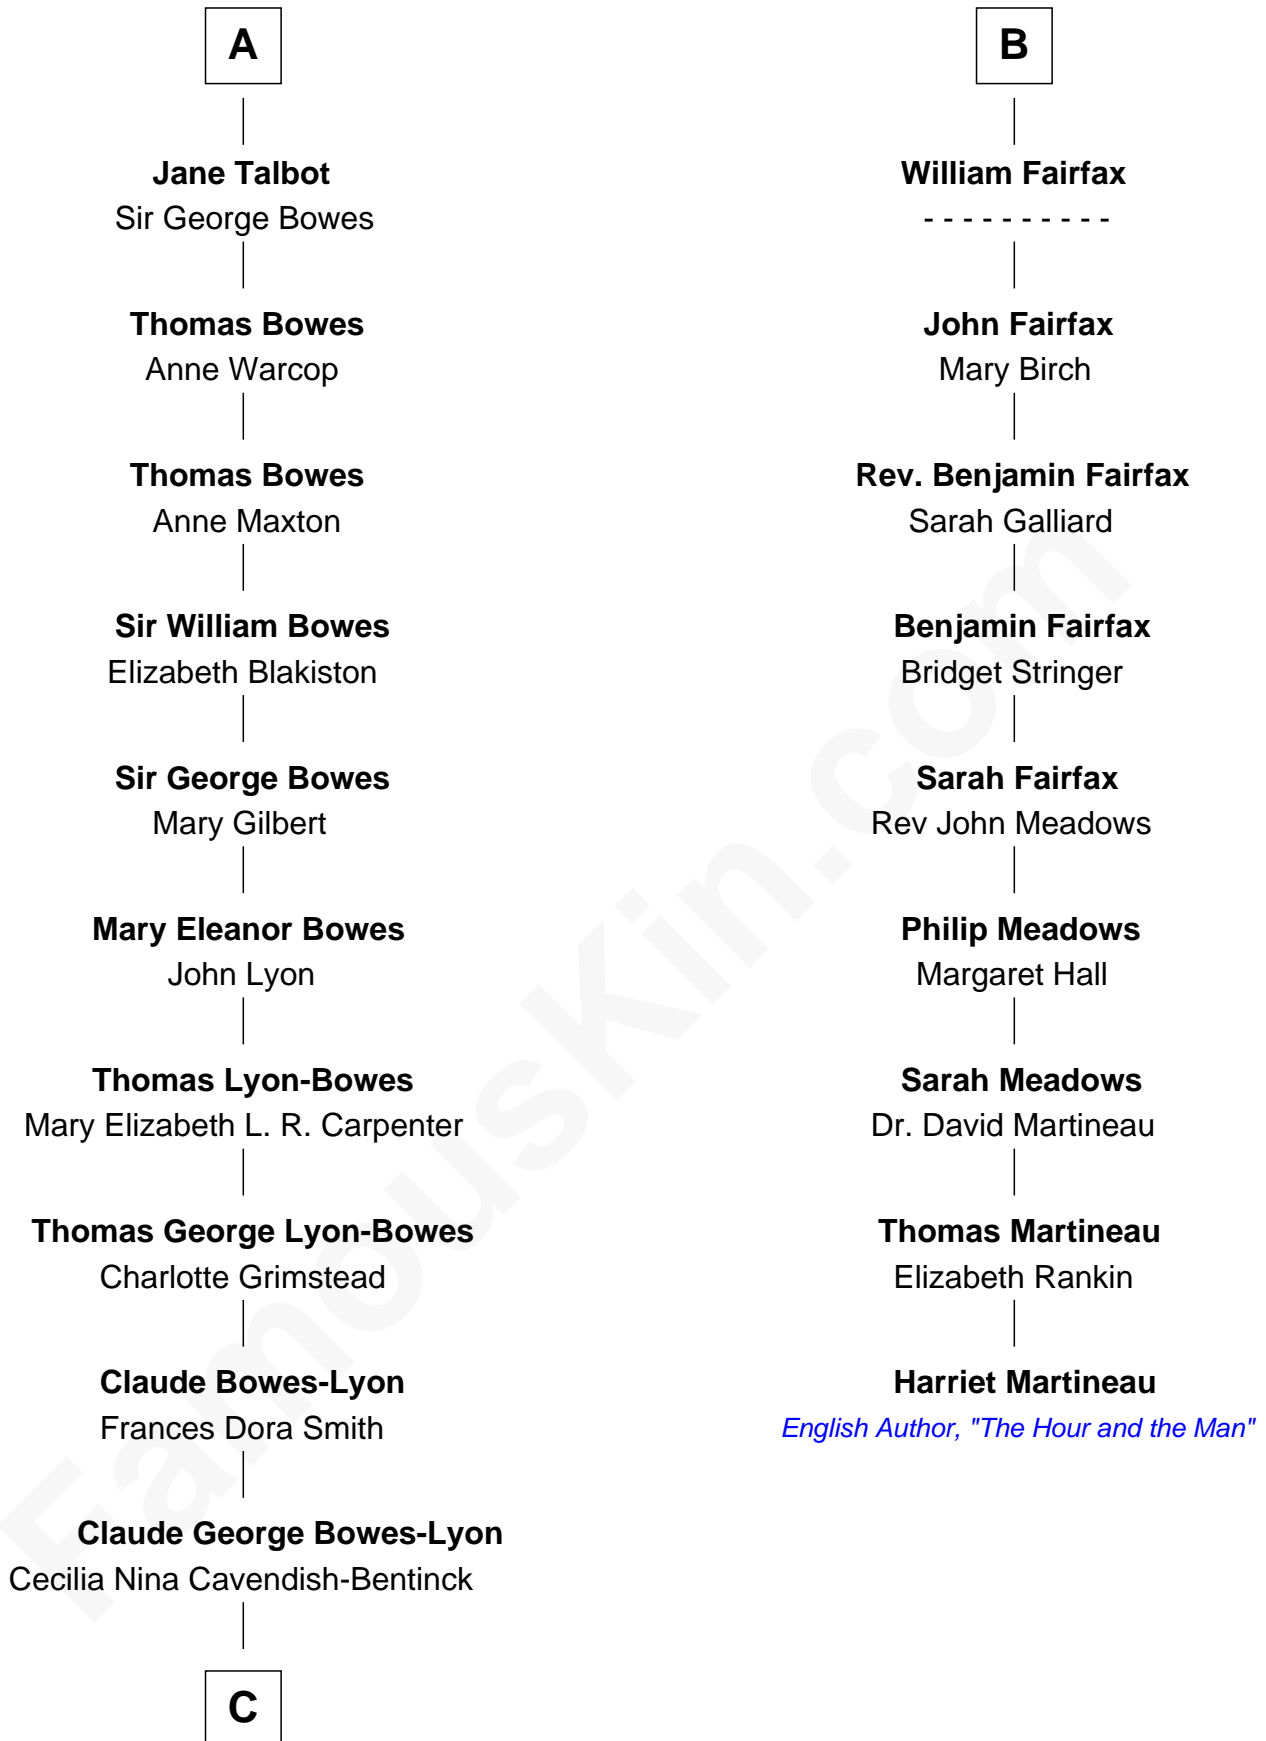 A
Jane Talbot
Sir George Bowes
Thomas Bowes
Anne Warcop
Thomas Bowes
Anne Maxton
Sir William Bowes
Elizabeth Blakiston
Sir George Bowes
Mary Gilbert
Mary Eleanor Bowes
John Lyon
Thomas Lyon-Bowes
Mary Elizabeth L. R. Carpenter
Thomas George Lyon-Bowes
Charlotte Grimstead
Claude Bowes-Lyon
Frances Dora Smith
Claude George Bowes-Lyon
Cecilia Nina Cavendish-Bentinck
C
B
William Fairfax
- - - - - - - - - -
John Fairfax
Mary Birch
Rev. Benjamin Fairfax
Sarah Galliard
Benjamin Fairfax
Bridget Stringer
Sarah Fairfax
Rev John Meadows
Philip Meadows
Margaret Hall
Sarah Meadows
Dr. David Martineau
Thomas Martineau
Elizabeth Rankin
Harriet Martineau
English Author, "The Hour and the Man"
FamousKin.com